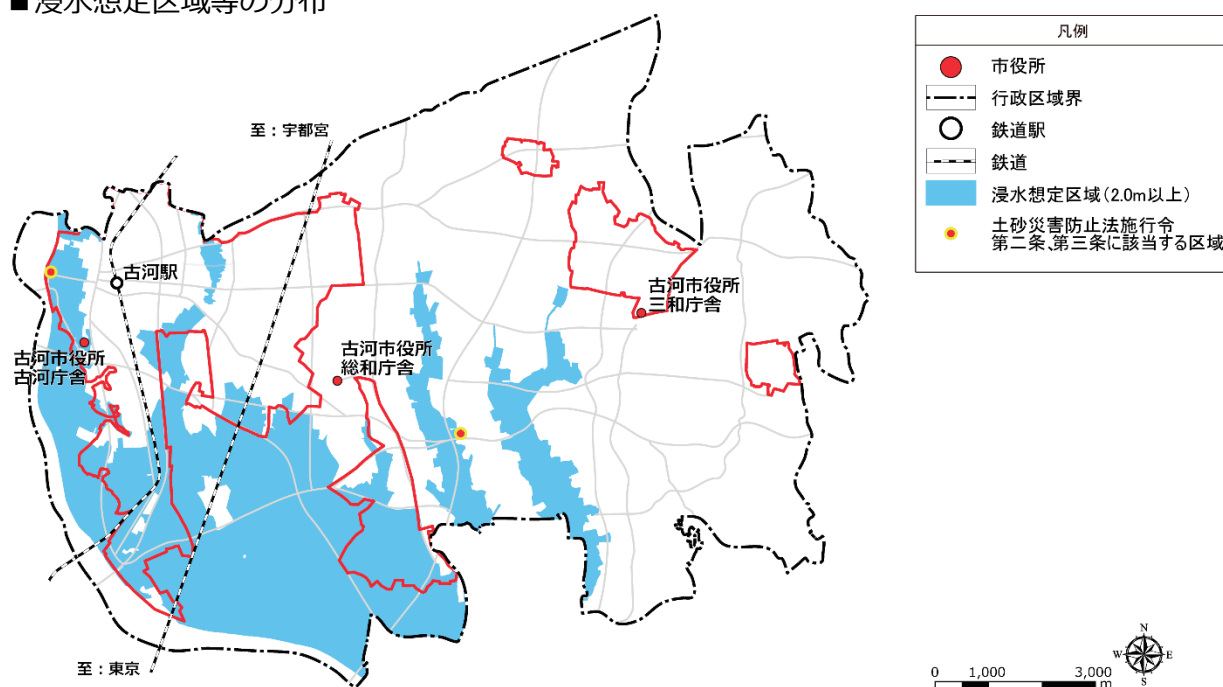 ■浸水想定区域等の分布
至：宇都宮
古河駅
古河市役所
古河庁舎
古河市役所
総和庁舎
古河市役所
三和庁舎
至：東京
凡例
市役所
行政区域界
鉄道駅
鉄道
浸水想定区域（2.0m以上）
土砂災害防止法施行令
第二条、第三条に該当する区域
N
W E
S
0 1,000 3,000
m